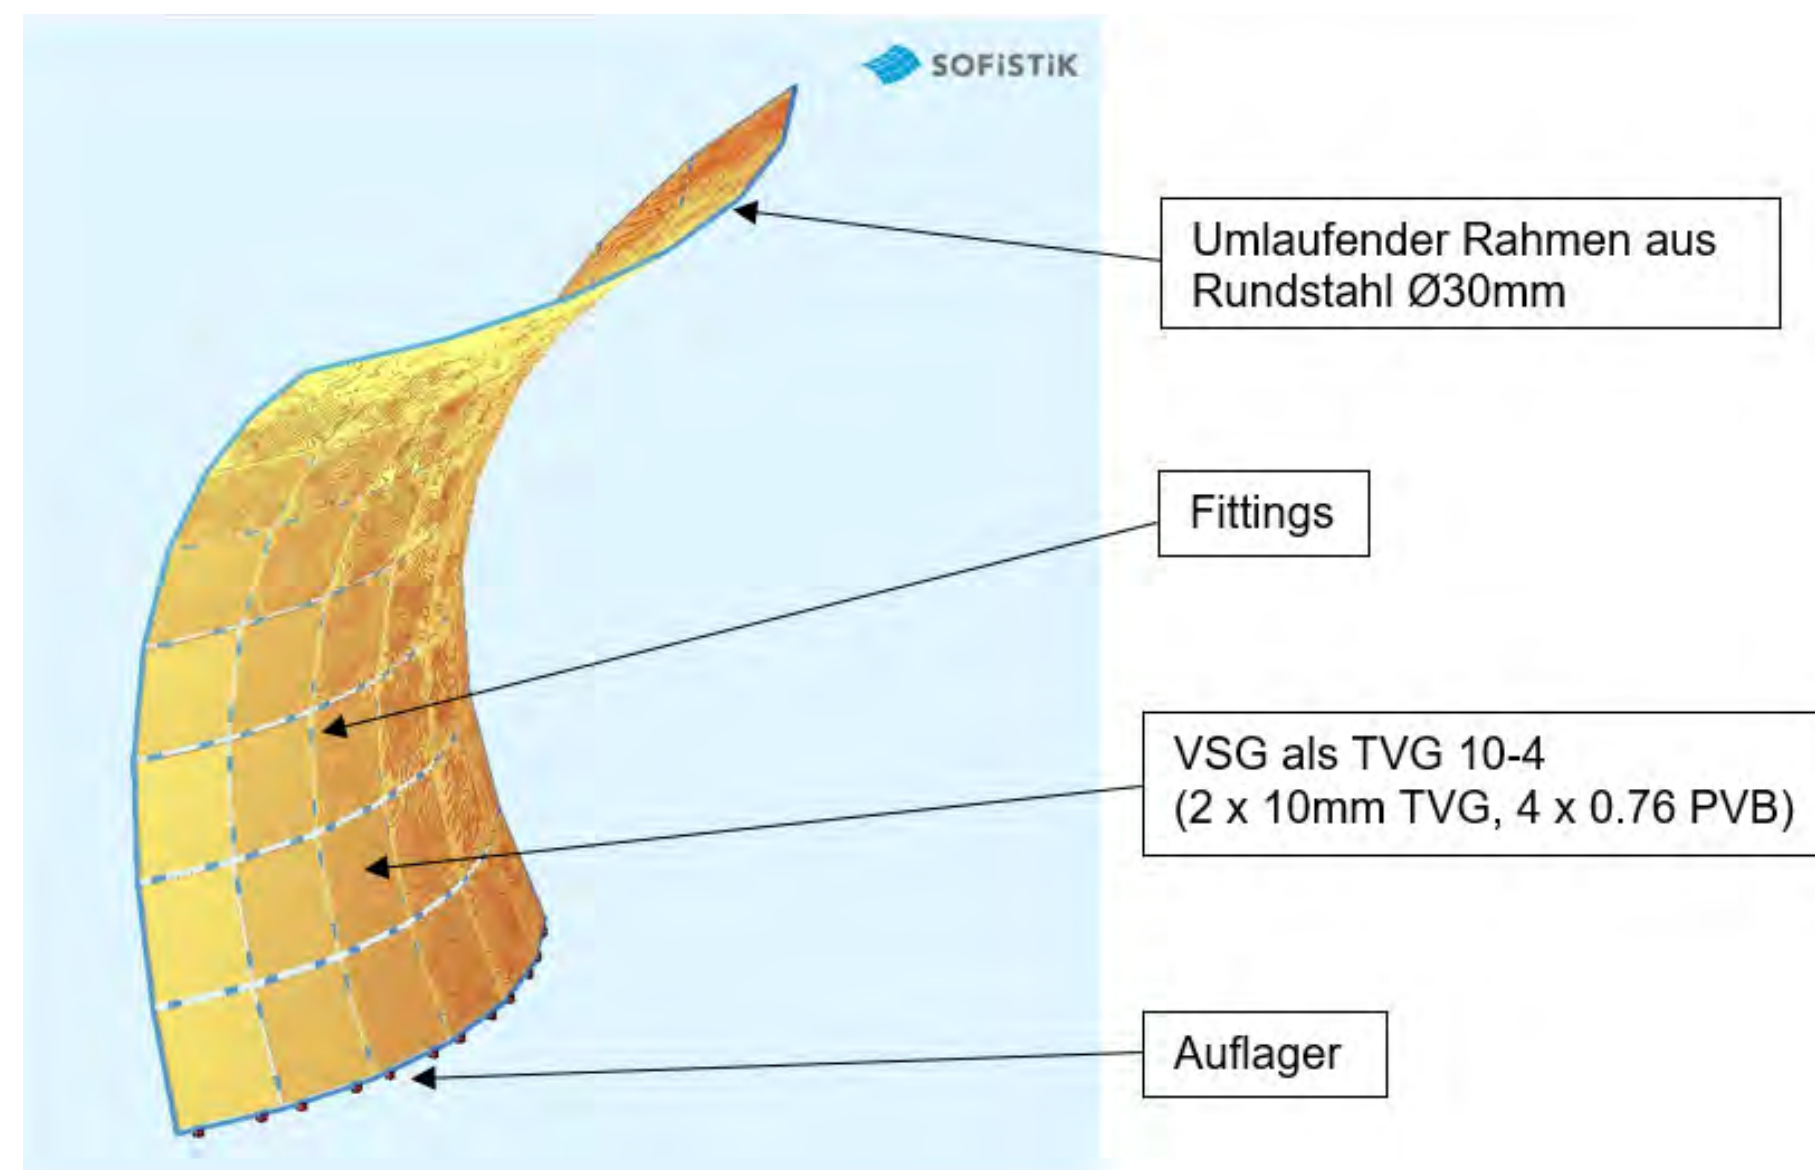 SOFiSTiK
Umlaufender Rahmen aus
Rundstahl Ø30mm
Fittings
VSG als TVG 10-4
(2 x 10mm TVG, 4 x 0.76 PVB)
Auflager